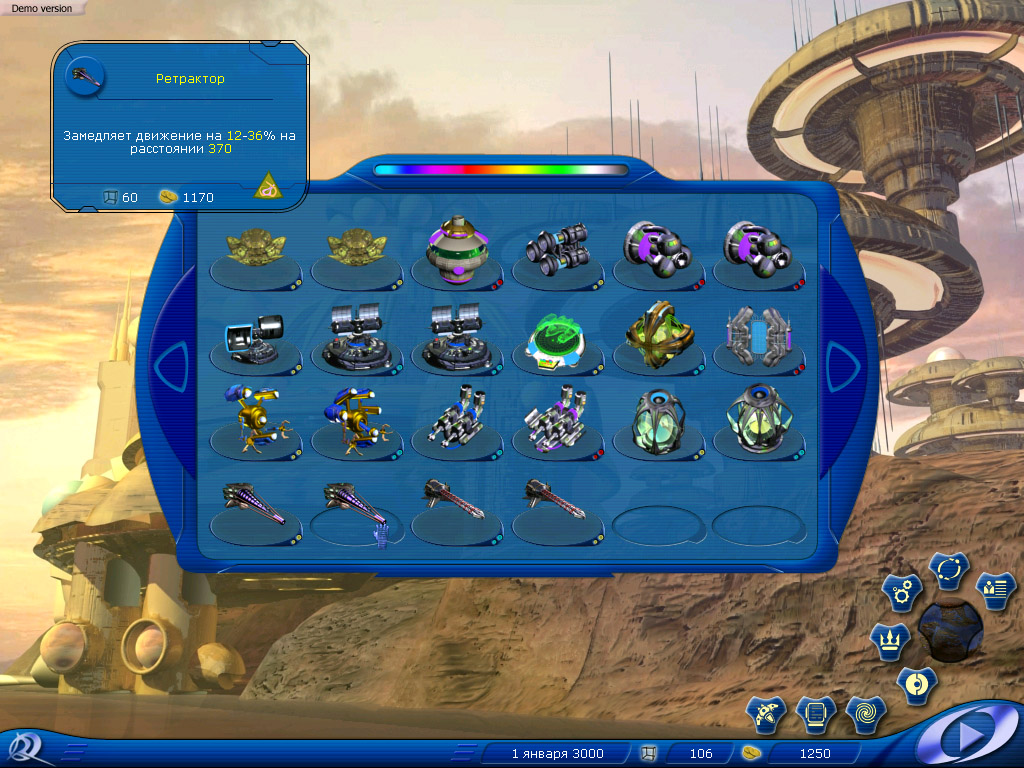 Demo version
Ретрактор
Замедляет движение на 12-36% на
расстоянии 370
60 1170
1 января 3000 106 1250